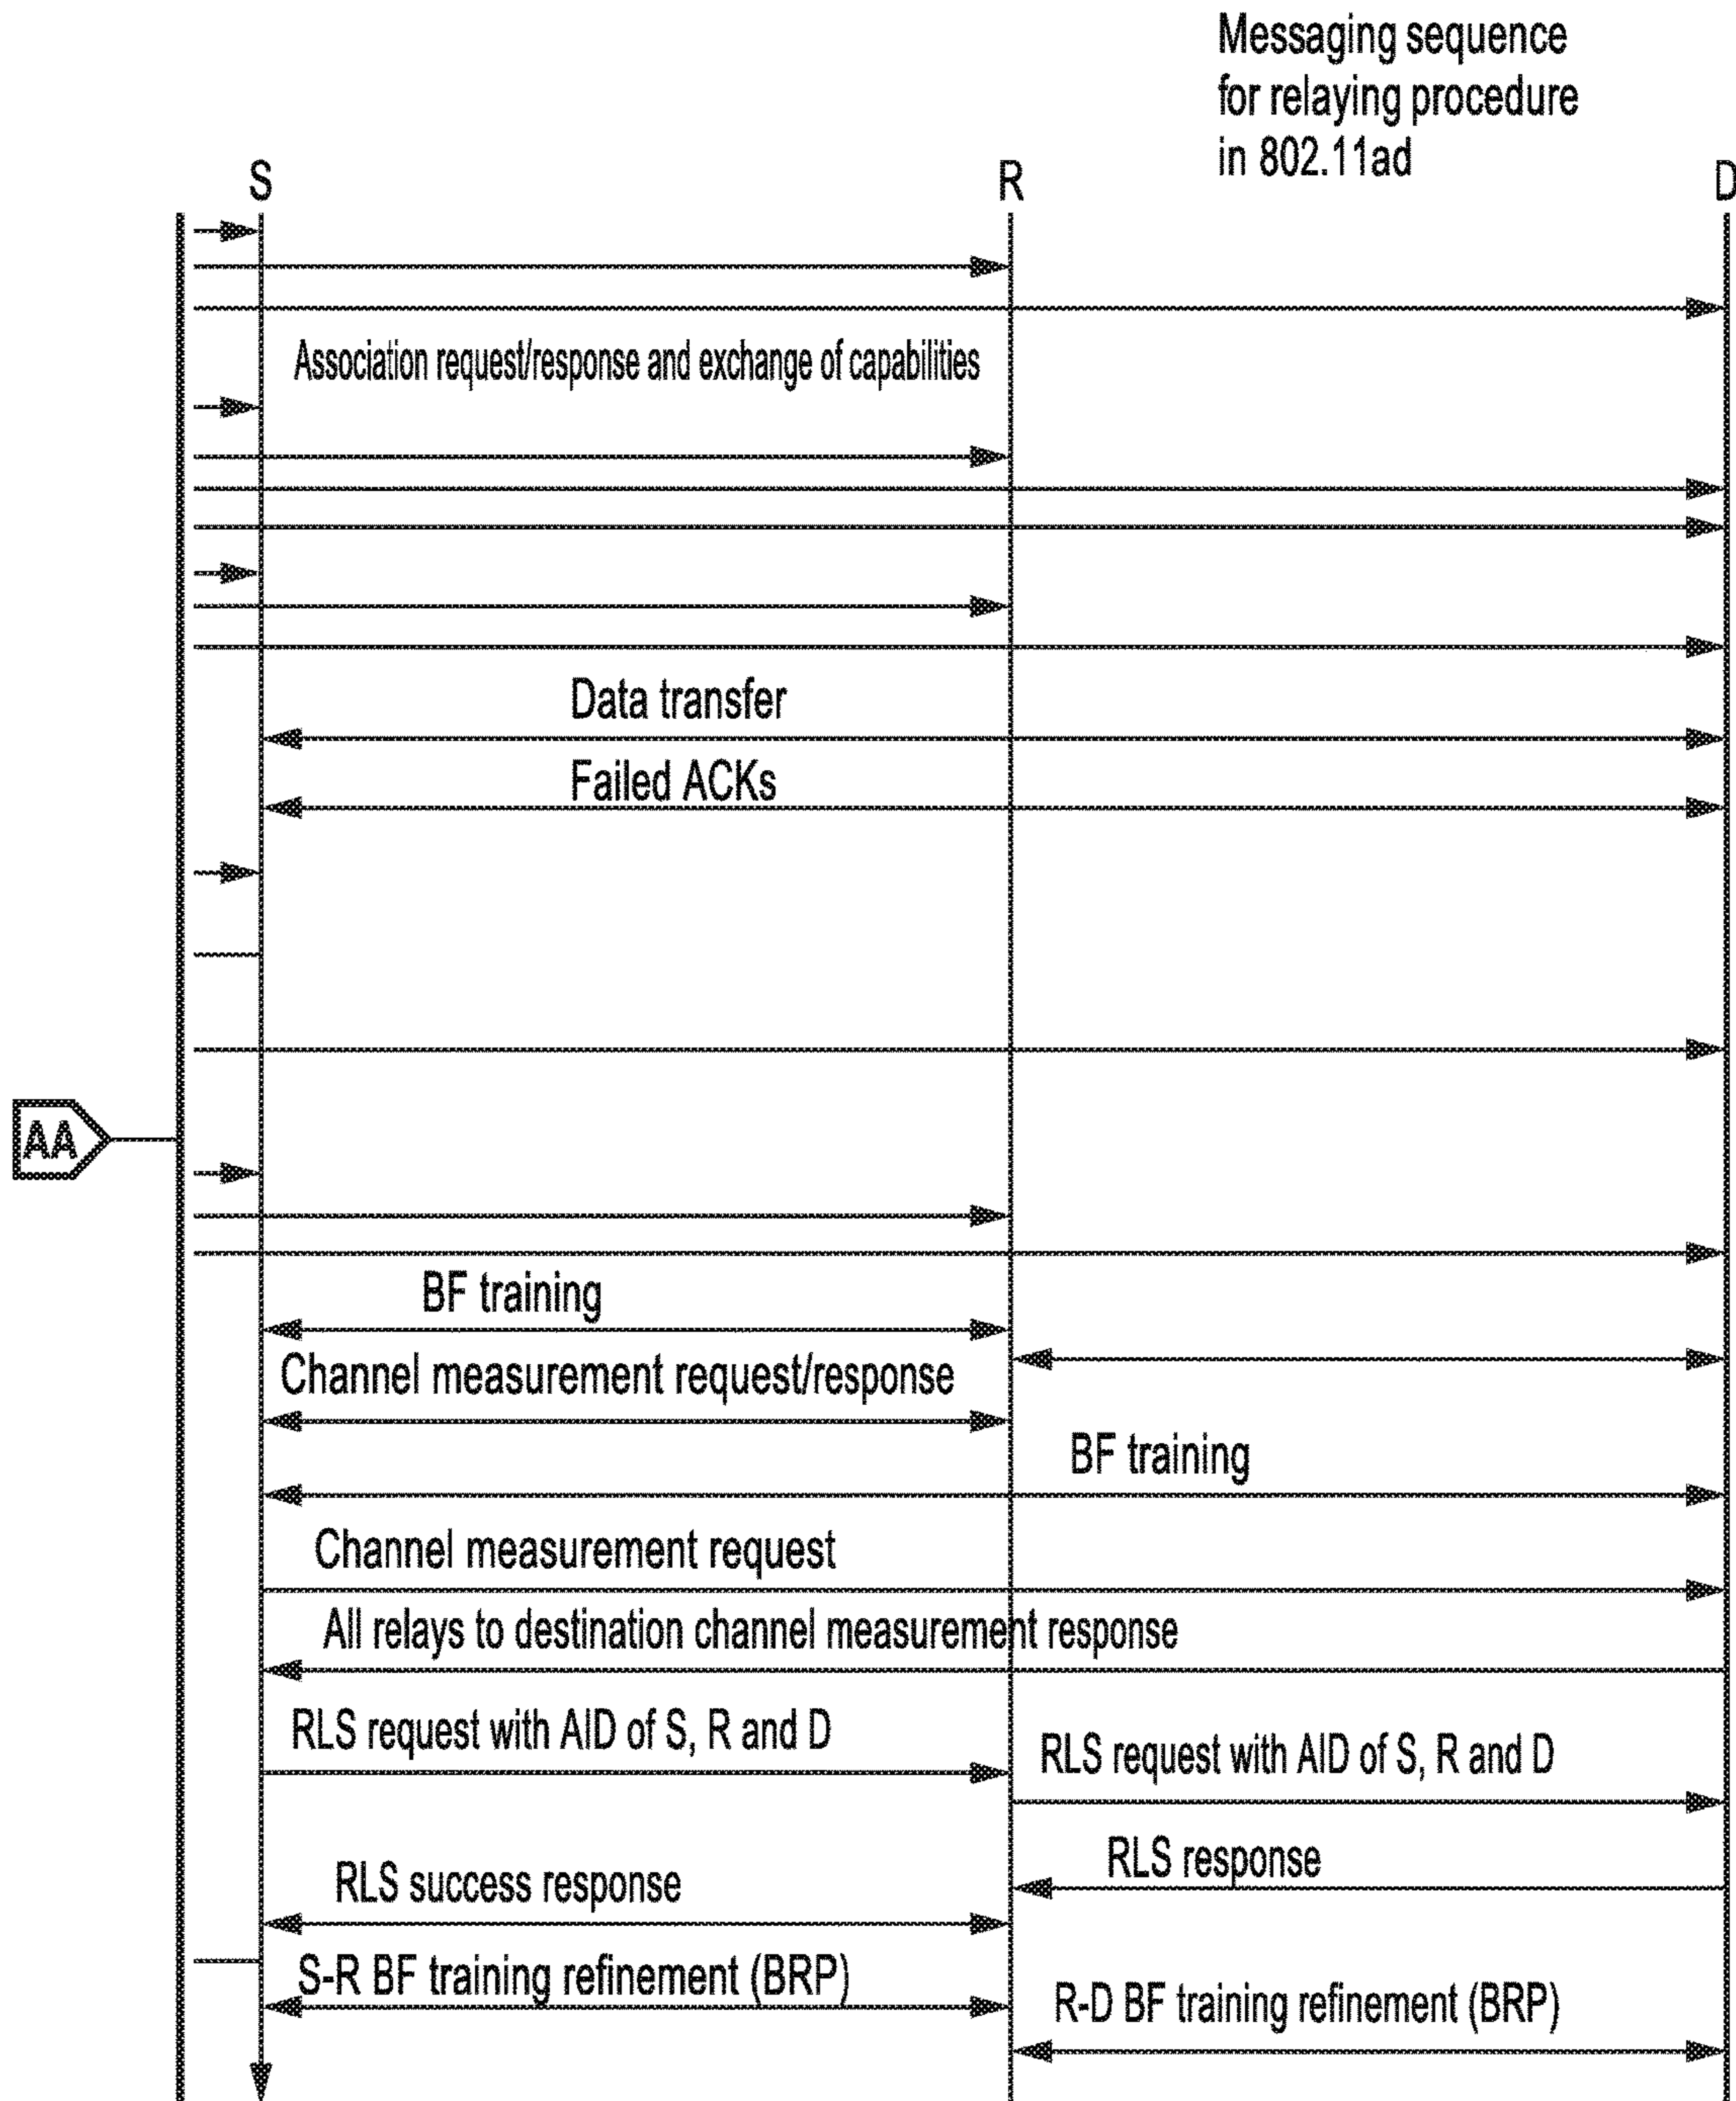 Messaging sequence
for relaying procedure
in 802.11ad
S
R
D
Association request/response and exchange of capabilities
Data transfer
Failed ACKs
AA
BF training
Channel measurement request/response
BF training
Channel measurement request
All relays to destination channel measurement response
RLS request with AID of S, R and D
RLS request with AID of S, R and D
RLS response
RLS success response
S-R BF training refinement (BRP)
R-D BF training refinement (BRP)